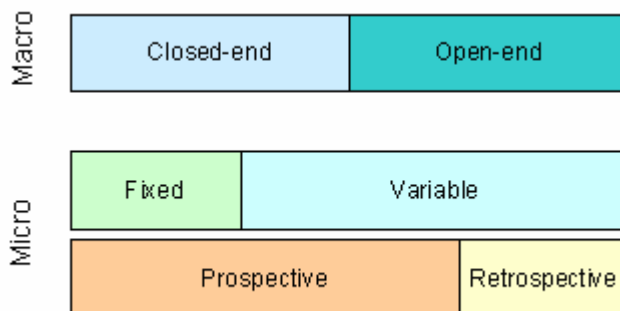 Macro
Closed-end
Open-end
Micro
Fixed
Variable
Prospective
Retrospective